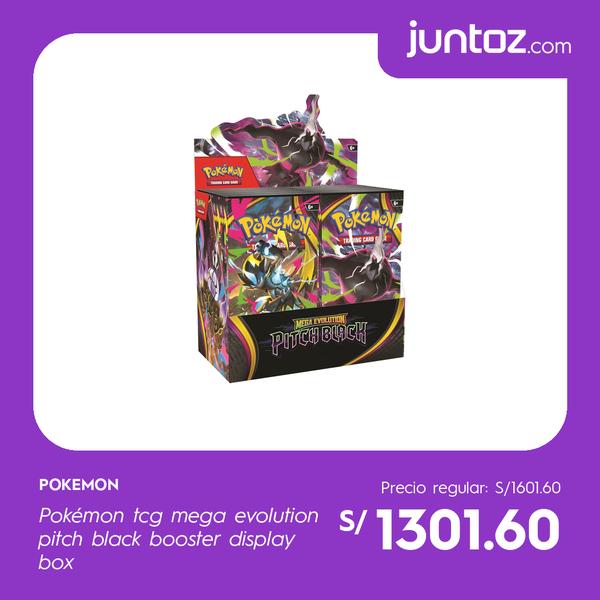 juntoz.com
Pokémon
TRADING CARD GAME
Pokémon
Pokémon
TRADING CARD GAME
MEGA EVOLUTION
PITCH BLACK
POKEMON
Pokémon tcg mega evolution
pitch black booster display
box
Precio regular: S/1601.60
S/ 1301.60